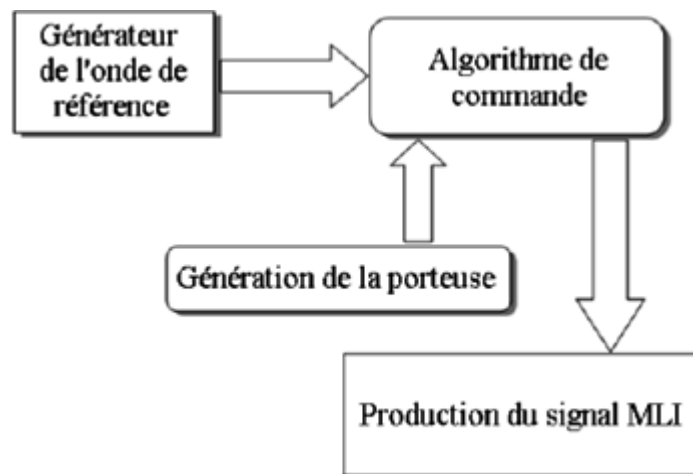 Générateur
de l'onde de
référence
Algorithme de
commande
Génération de la porteuse
Production du signal MLI